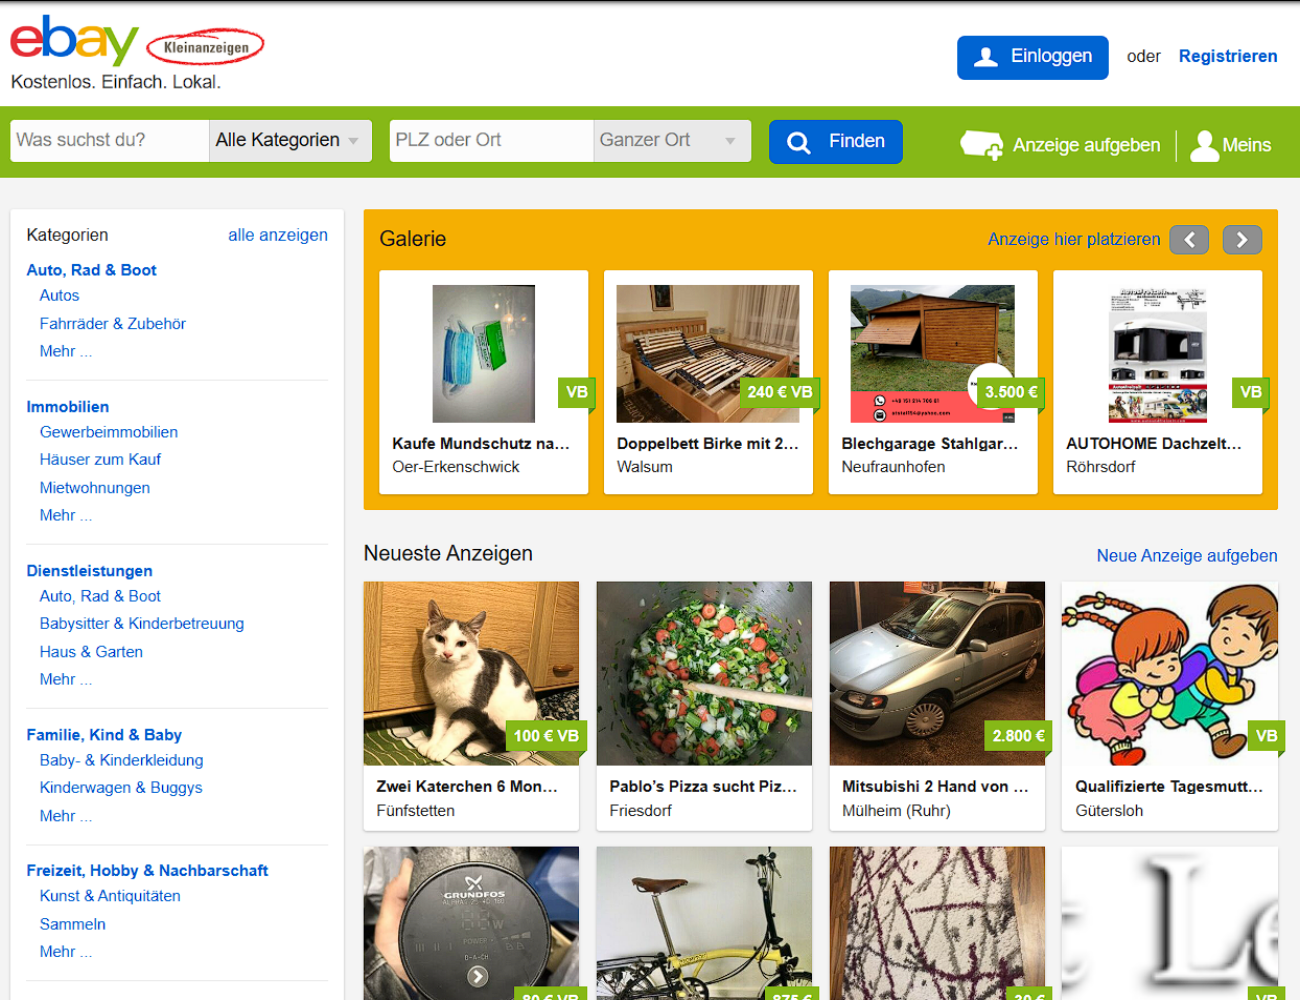 ebay Kleinanzeigen
Kostenlos. Einfach. Lokal.
Einloggen oder Registrieren
Was suchst du? Alle Kategorien PLZ oder Ort Ganzer Ort Finden Anzeige aufgeben Meins
Kategorien alle anzeigen
Auto, Rad & Boot
Autos
Fahrräder & Zubehör
Mehr ...
Immobilien
Gewerbeimmobilien
Häuser zum Kauf
Mietwohnungen
Mehr ...
Dienstleistungen
Auto, Rad & Boot
Babysitter & Kinderbetreuung
Haus & Garten
Mehr ...
Familie, Kind & Baby
Baby- & Kinderkleidung
Kinderwagen & Buggys
Mehr ...
Freizeit, Hobby & Nachbarschaft
Kunst & Antiquitäten
Sammeln
Mehr ...
Galerie Anzeige hier platzieren
VB
Kaufe Mundschutz na...
Oer-Erkenschwick
240 € VB
Doppelbett Birke mit 2...
Walsum
3.500 €
Blechgarage Stahlgar...
Neufraunhofen
VB
AUTOHOME Dachzelt...
Röhrsdorf
Neueste Anzeigen Neue Anzeige aufgeben
100 € VB
Zwei Katerchen 6 Mon...
Fünfstetten
Pablo's Pizza sucht Piz...
Friesdorf
2.800 €
Mitsubishi 2 Hand von ...
Mülheim (Ruhr)
VB
Qualifizierte Tagesmutt...
Gütersloh
GRUNDFOS
POWER
80 € VB
875 €
30 €
Le
VB